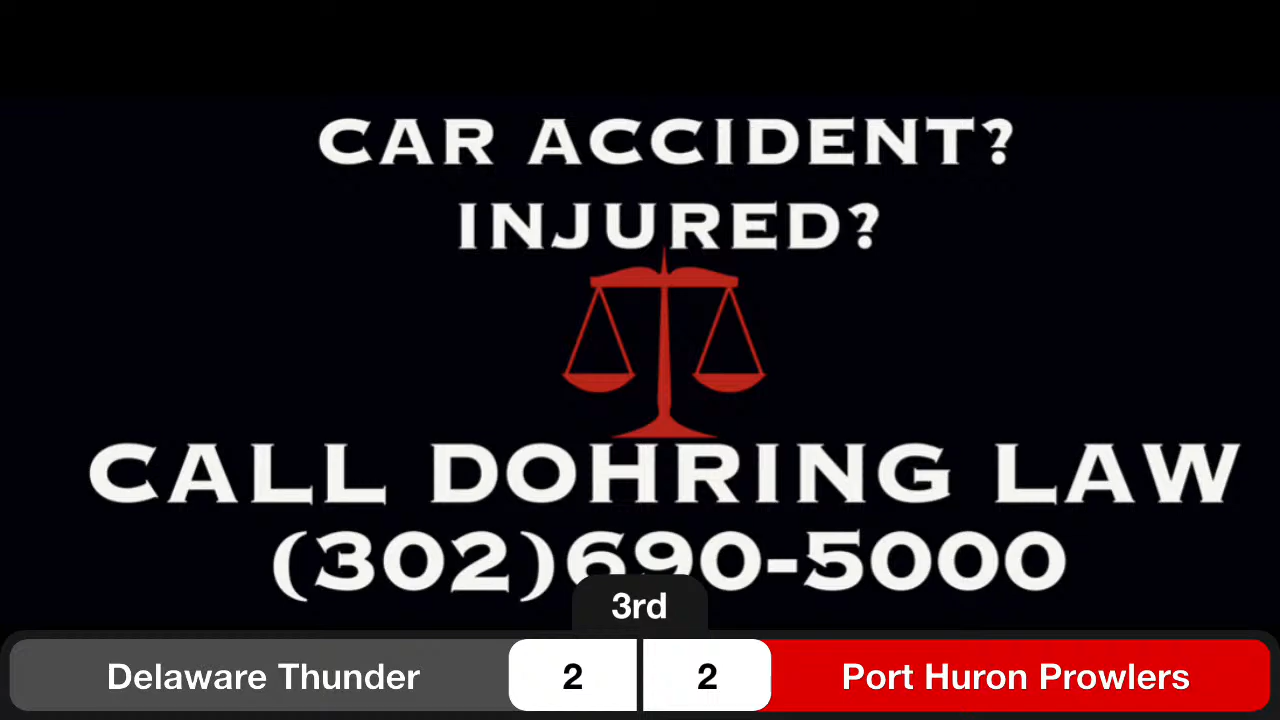 CAR ACCIDENT?
INJURED?
CALL DOHRING LAW
(302)690-5000
3rd
Delaware Thunder 2 2 Port Huron Prowlers